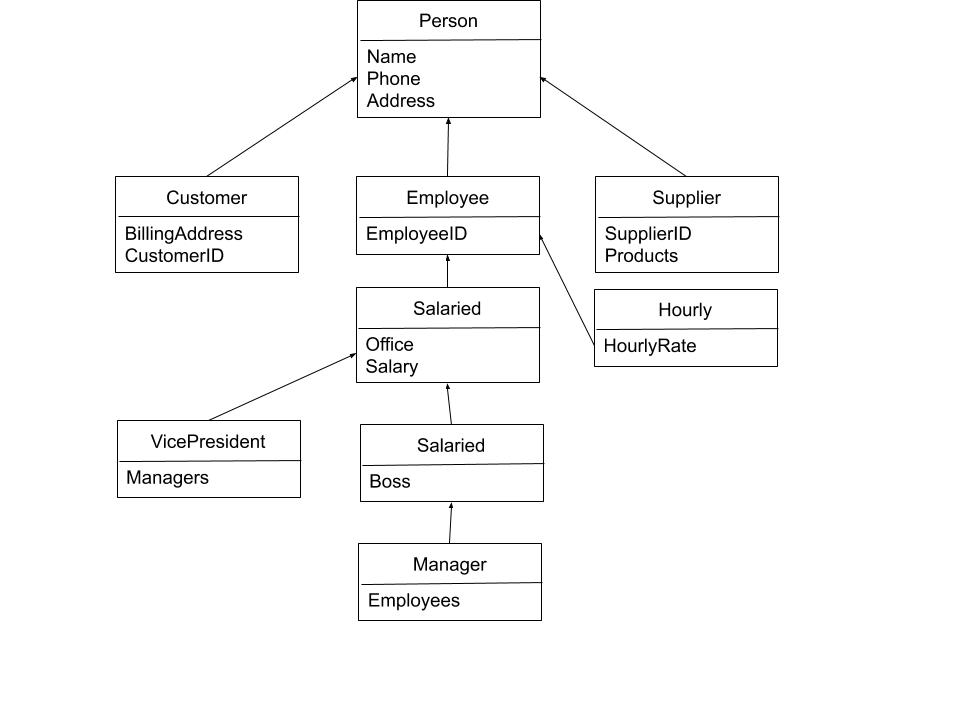 Person
Name
Phone
Address
Customer
BillingAddress
CustomerID
Employee
EmployeeID
Supplier
SupplierID
Products
Salaried
Office
Salary
Hourly
HourlyRate
VicePresident
Managers
Salaried
Boss
Manager
Employees